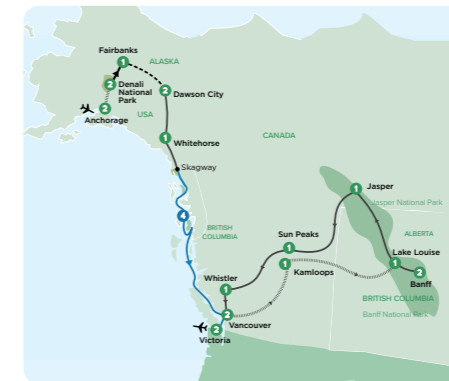 Fairbanks
1
ALASKA
2
Denali
National
Park
2
Dawson City
2
Anchorage
USA
1
Whitehorse
CANADA
Skagway
4
1
Jasper
Jasper National Park
BRITISH
COLUMBIA
Sun Peaks
1
ALBERTA
Lake Louise
1
1
Kamloops
2
Banff
Whistler
1
BRITISH COLUMBIA
Banff National Park
2
Vancouver
2
Victoria